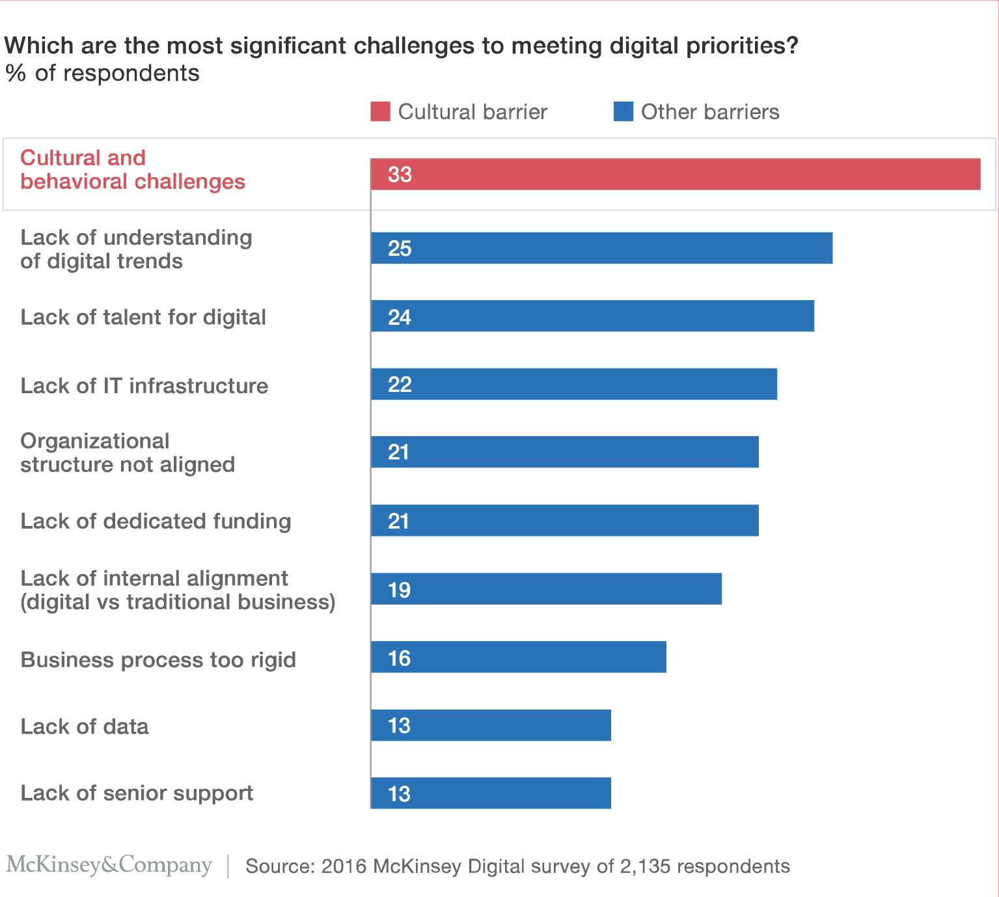 Which are the most significant challenges to meeting digital priorities?
% of respondents
Cultural barrier
Other barriers
Cultural and
behavioral challenges
33
Lack of understanding
of digital trends
25
Lack of talent for digital
24
Lack of IT infrastructure
22
Organizational
structure not aligned
21
Lack of dedicated funding
21
Lack of internal alignment
(digital vs traditional business)
19
Business process too rigid
16
Lack of data
13
Lack of senior support
13
McKinsey&Company
Source: 2016 McKinsey Digital survey of 2,135 respondents